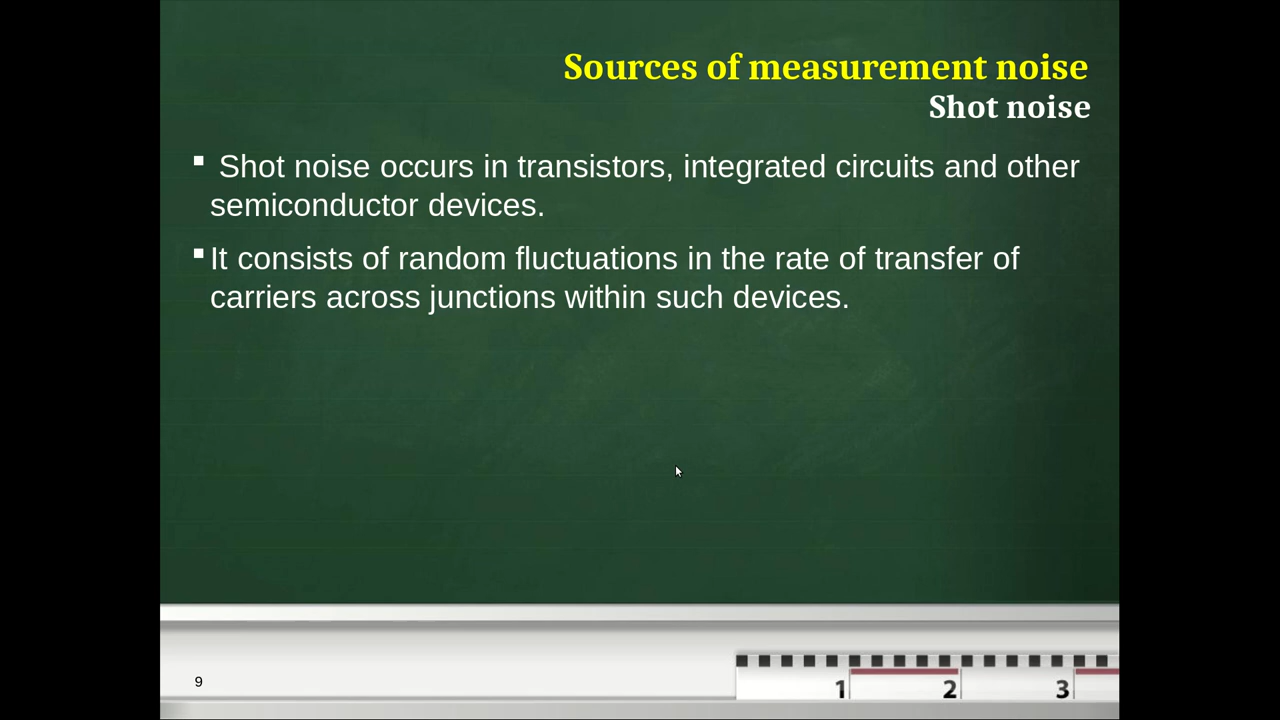 Sources of measurement noise
Shot noise
▪ Shot noise occurs in transistors, integrated circuits and other
semiconductor devices.
▪ It consists of random fluctuations in the rate of transfer of
carriers across junctions within such devices.
9
1 2 3